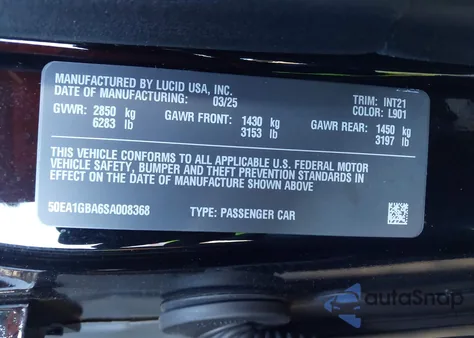 MANUFACTURED BY LUCID USA, INC.
DATE OF MANUFACTURING: 03/25 TRIM: INT21
COLOR: L901
GVWR: 2850 kg GAWR FRONT: 1430 kg GAWR REAR: 1450 kg
6283 lb 3153 lb 3197 lb
THIS VEHICLE CONFORMS TO ALL APPLICABLE U.S. FEDERAL MOTOR
VEHICLE SAFETY, BUMPER AND THEFT PREVENTION STANDARDS IN
EFFECT ON THE DATE OF MANUFACTURE SHOWN ABOVE
50EA1GBA6SA008368 TYPE: PASSENGER CAR
autoSnap